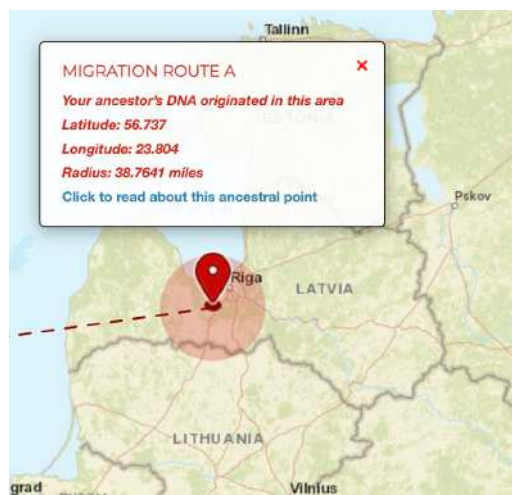 Tallinn
MIGRATION ROUTE A
×
Your ancestor's DNA originated in this area
Latitude: 56.737
Longitude: 23.804
Radius: 38.7641 miles
Click to read about this ancestral point
ESTONIA
Pskov
Riga
LATVIA
LITHUANIA
grad
Vilnius